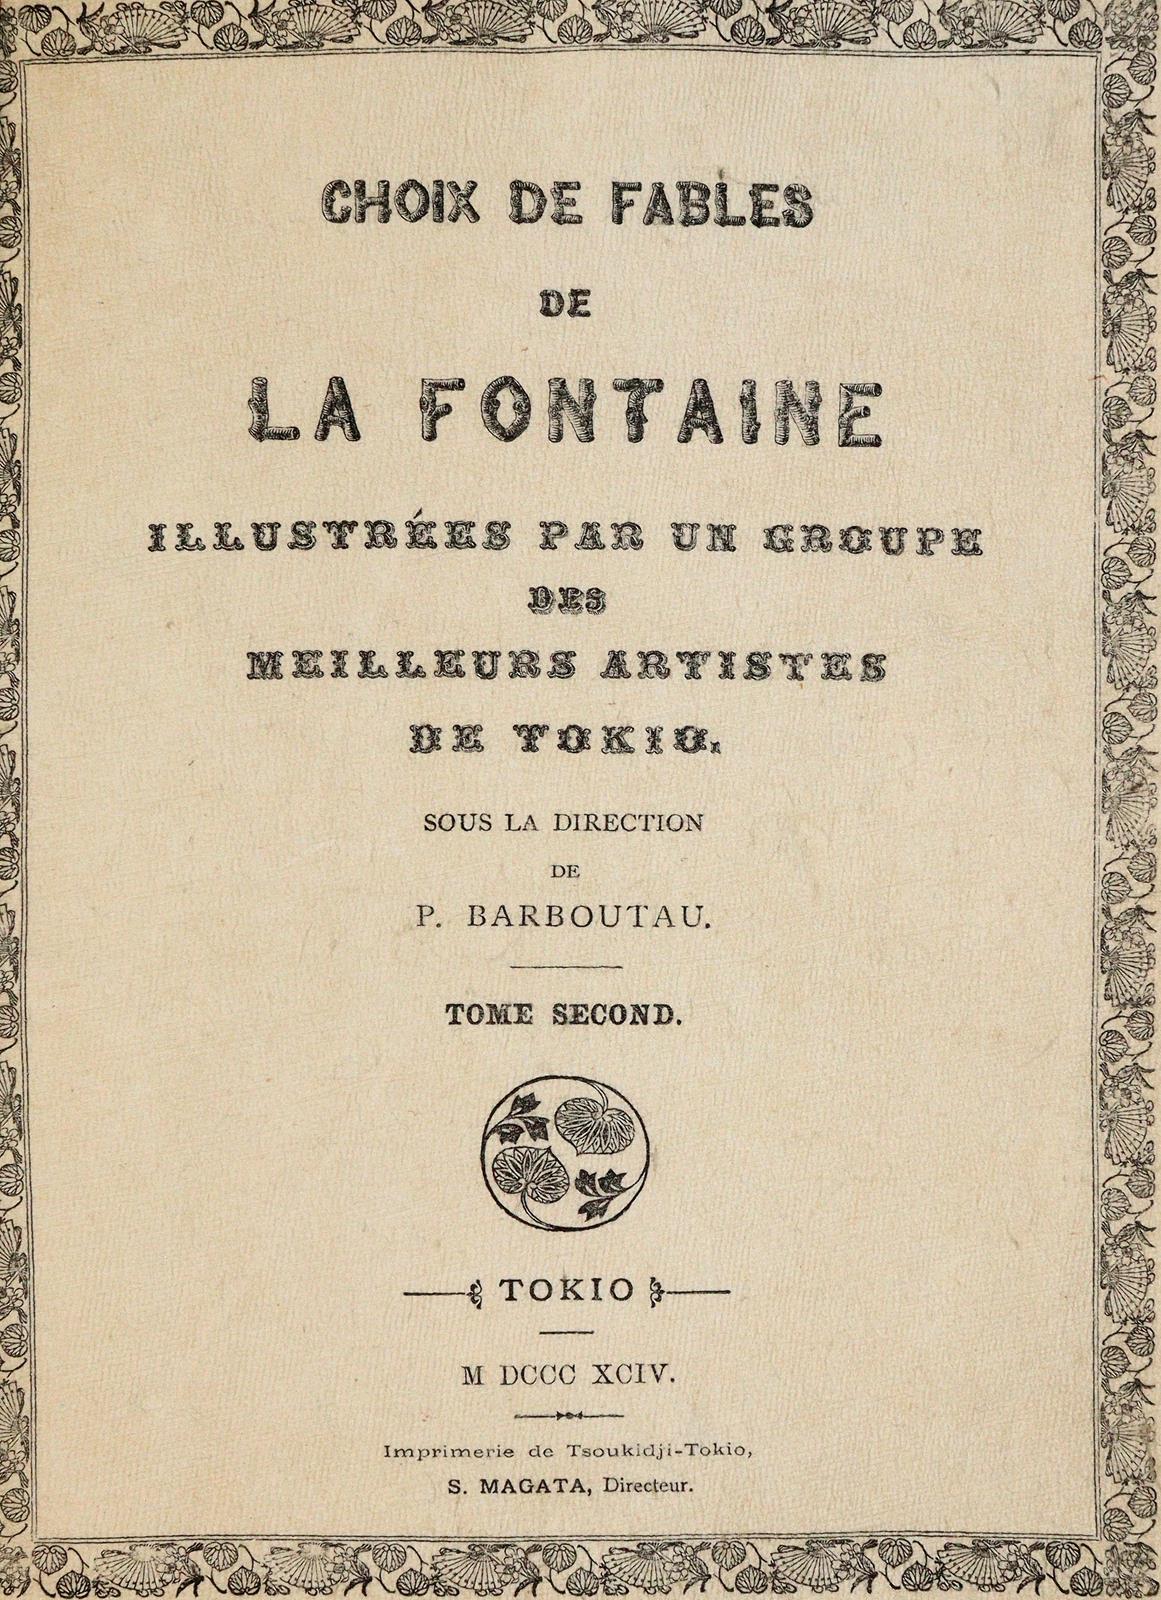 CHOIX DE FABLES
DE
LA FONTAINE
ILLUSTRÉES PAR UN GROUPE
DES
MEILLEURS ARTISTES
DE TOKIO.
SOUS LA DIRECTION
DE
P. BARBOUTAU.
TOME SECOND.
TOKIO
M DCCC XCIV.
Imprimerie de Tsoukidji-Tokio,
S. MAGATA, Directeur.